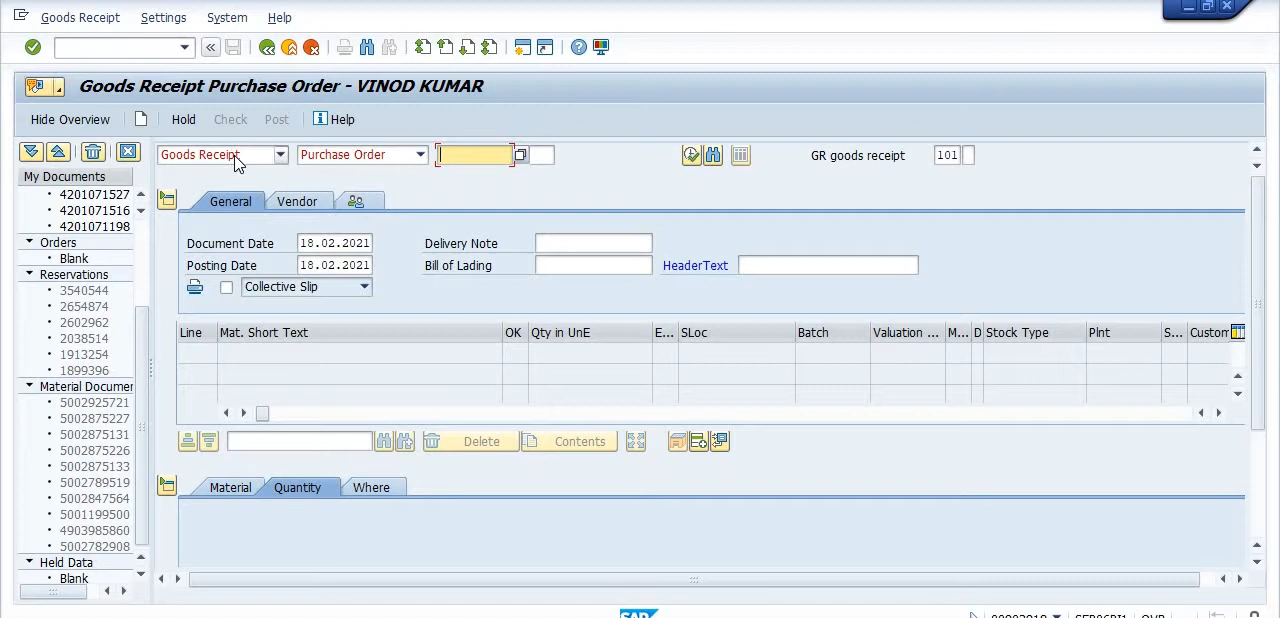 Goods Receipt Settings System Help
Goods Receipt Purchase Order - VINOD KUMAR
Hide Overview Hold Check Post Help
Goods Receipt Purchase Order GR goods receipt 101
My Documents
4201071527
4201071516
4201071198
Orders
Blank
Reservations
3540544
2654874
2602962
2038514
1913254
1899396
Material Documen
5002925721
5002875227
5002875131
5002875226
5002875133
5002789519
5002847564
5001199500
4903985860
5002782908
Held Data
Blank
General Vendor
Document Date 18.02.2021 Delivery Note
Posting Date 18.02.2021 Bill of Lading HeaderText
Collective Slip
Line Mat. Short Text OK Qty in UnE E... SLoc Batch Valuation ... M... D Stock Type Plnt S... Custom
Delete Contents
Material Quantity Where
SAP